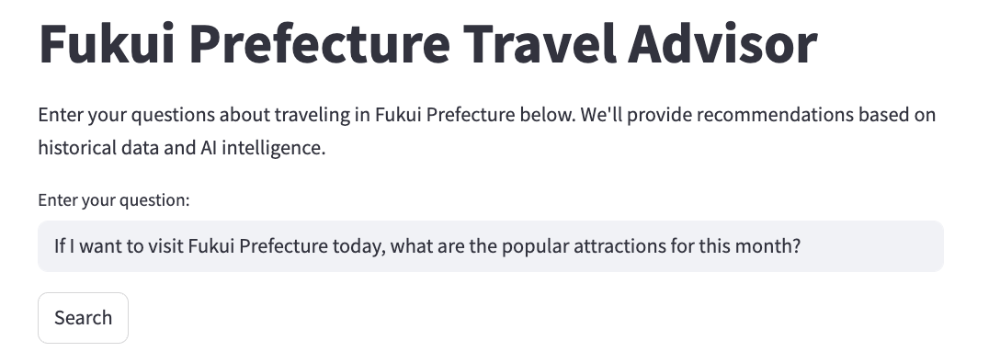 Fukui Prefecture Travel Advisor
Enter your questions about traveling in Fukui Prefecture below. We'll provide recommendations based on
historical data and AI intelligence.
Enter your question:
If I want to visit Fukui Prefecture today, what are the popular attractions for this month?
Search